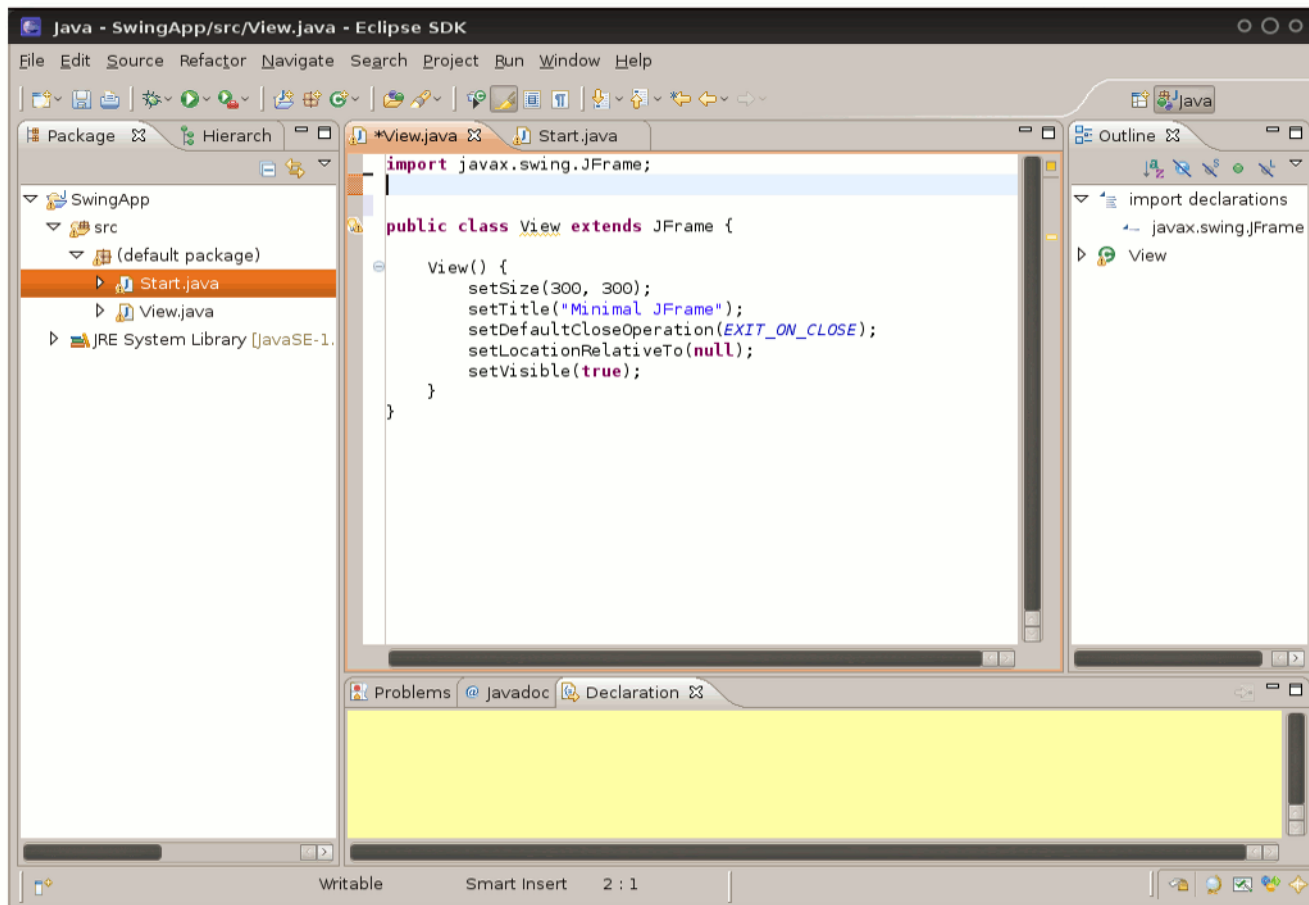 Java - SwingApp/src/View.java - Eclipse SDK
File Edit Source Refactor Navigate Search Project Run Window Help
Java
Package Hierarch
SwingApp
src
(default package)
Start.java
View.java
JRE System Library [JavaSE-1.
*View.java Start.java
import javax.swing.JFrame;
public class View extends JFrame {
View() {
setSize(300, 300);
setTitle("Minimal JFrame");
setDefaultCloseOperation(EXIT_ON_CLOSE);
setLocationRelativeTo(null);
setVisible(true);
}
}
Outline
import declarations
javax.swing.JFrame
View
Problems @ Javadoc Declaration
Writable Smart Insert 2 : 1